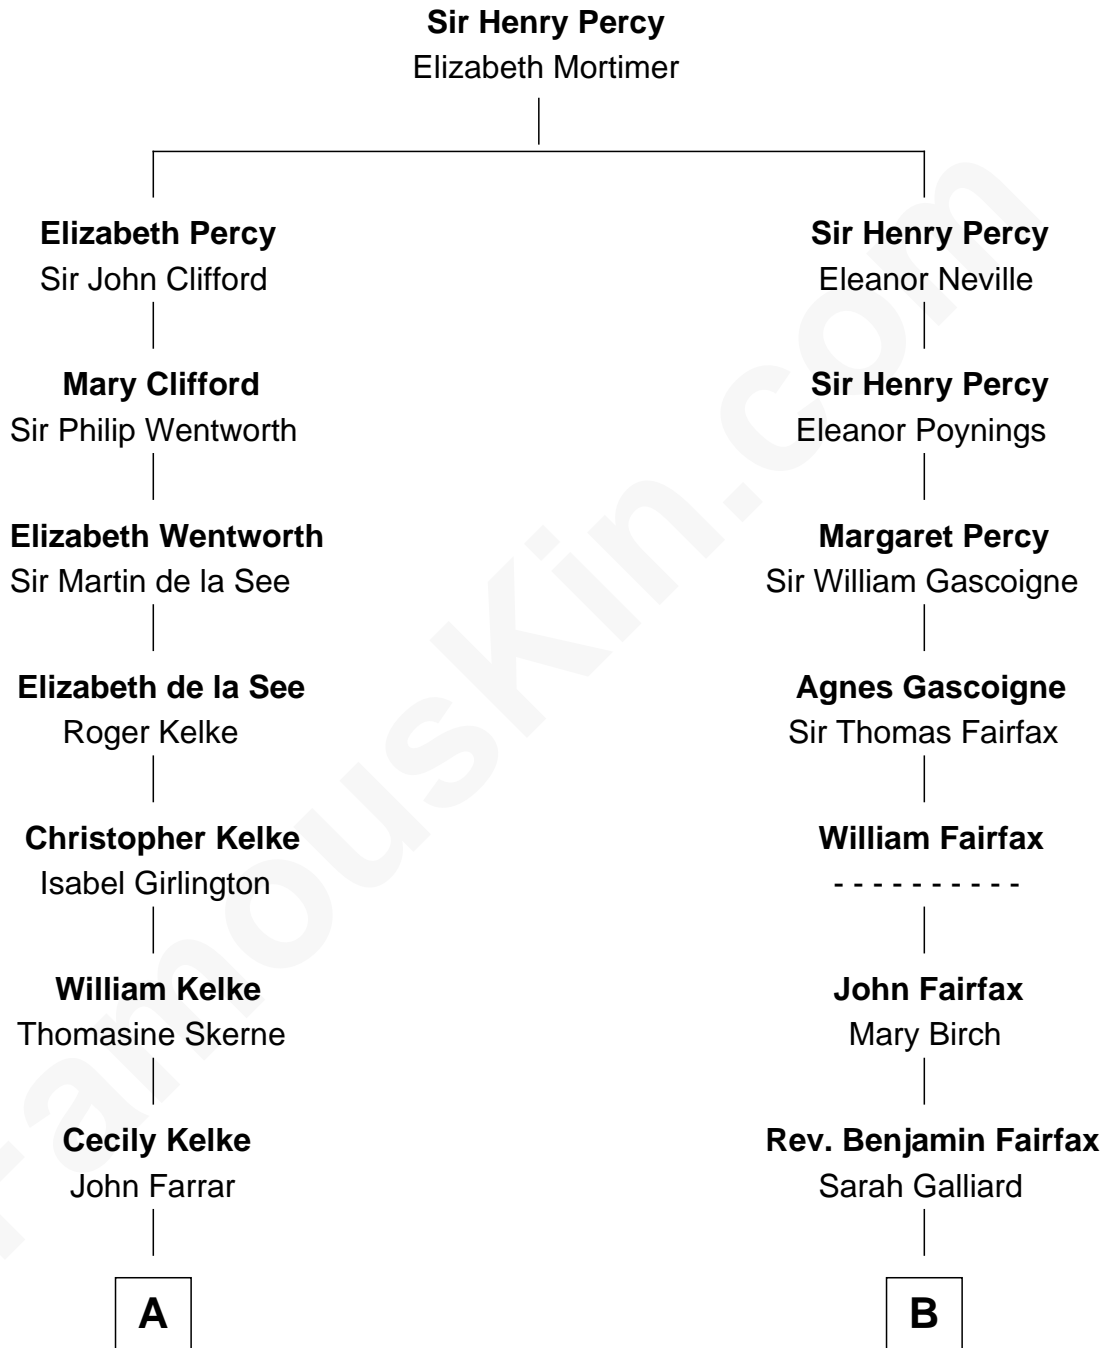 Sir Henry Percy
Elizabeth Mortimer
Elizabeth Percy
Sir John Clifford
Mary Clifford
Sir Philip Wentworth
Elizabeth Wentworth
Sir Martin de la See
Elizabeth de la See
Roger Kelke
Christopher Kelke
Isabel Girlington
William Kelke
Thomasine Skerne
Cecily Kelke
John Farrar
A
Sir Henry Percy
Eleanor Neville
Sir Henry Percy
Eleanor Poynings
Margaret Percy
Sir William Gascoigne
Agnes Gascoigne
Sir Thomas Fairfax
William Fairfax
- - - - - - - - - -
John Fairfax
Mary Birch
Rev. Benjamin Fairfax
Sarah Galliard
B
FamousKin.com